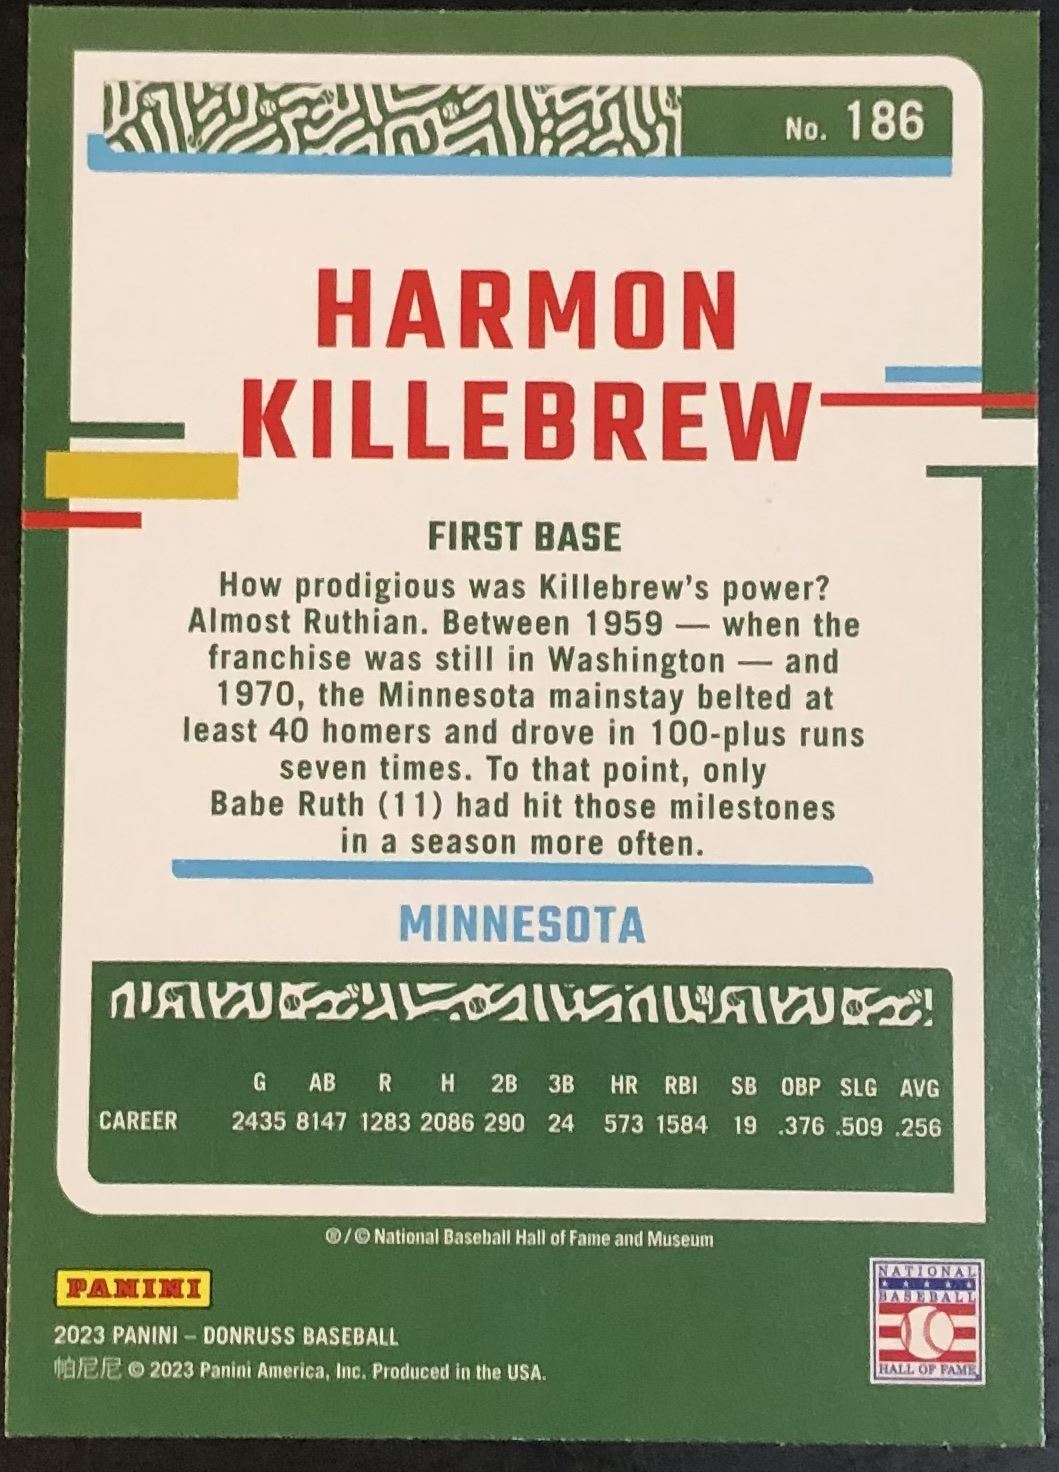 No. 186
HARMON
KILLEBREW
FIRST BASE
How prodigious was Killebrew's power?
Almost Ruthian. Between 1959 — when the
franchise was still in Washington — and
1970, the Minnesota mainstay belted at
least 40 homers and drove in 100-plus runs
seven times. To that point, only
Babe Ruth (11) had hit those milestones
in a season more often.
MINNESOTA
G AB R H 2B 3B HR RBI SB OBP SLG AVG
CAREER 2435 8147 1283 2086 290 24 573 1584 19 .376 .509 .256
®/© National Baseball Hall of Fame and Museum
PANINI
2023 PANINI – DONRUSS BASEBALL
帕尼尼 © 2023 Panini America, Inc. Produced in the USA.
NATIONAL
BASEBALL
HALL OF FAME